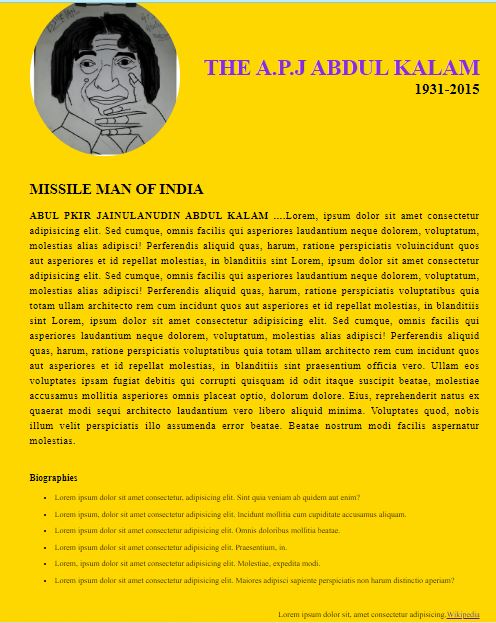 THE A.P.J ABDUL KALAM
1931-2015
MISSILE MAN OF INDIA
ABUL PKIR JAINULANUDIN ABDUL KALAM ....Lorem, ipsum dolor sit amet consectetur
adipisicing elit. Sed cumque, omnis facilis qui asperiores laudantium neque dolorem, voluptatum,
molestias alias adipisci! Perferendis aliquid quas, harum, ratione perspiciatis voluincidunt quos
aut asperiores et id repellat molestias, in blanditiis sint Lorem, ipsum dolor sit amet consectetur
adipisicing elit. Sed cumque, omnis facilis qui asperiores laudantium neque dolorem, voluptatum,
molestias alias adipisci! Perferendis aliquid quas, harum, ratione perspiciatis voluptatibus quia
totam ullam architecto rem cum incidunt quos aut asperiores et id repellat molestias, in blanditiis
sint Lorem, ipsum dolor sit amet consectetur adipisicing elit. Sed cumque, omnis facilis qui
asperiores laudantium neque dolorem, voluptatum, molestias alias adipisci! Perferendis aliquid
quas, harum, ratione perspiciatis voluptatibus quia totam ullam architecto rem cum incidunt quos
aut asperiores et id repellat molestias, in blanditiis sint praesentium officia vero. Ullam eos
voluptates ipsam fugiat debitis qui corrupti quisquam id odit itaque suscipit beatae, molestiae
accusamus mollitia asperiores omnis placeat optio, dolorum dolore. Eius, reprehenderit natus ex
quaerat modi sequi architecto laudantium vero libero aliquid minima. Voluptates quod, nobis
illum velit perspiciatis illo assumenda error beatae. Beatae nostrum modi facilis aspernatur
molestias.
Biographies
Lorem ipsum dolor sit amet consectetur, adipisicing elit. Sint quia veniam ab quidem aut enim?
Lorem ipsum, dolor sit amet consectetur adipisicing elit. Incidunt mollitia cum cupiditate accusamus aliquam.
Lorem ipsum dolor sit amet consectetur adipisicing elit. Omnis doloribus mollitia beatae.
Lorem ipsum dolor sit amet consectetur adipisicing elit. Praesentium, in.
Lorem, ipsum dolor sit amet consectetur adipisicing elit. Molestiae, expedita modi.
Lorem ipsum dolor sit amet consectetur adipisicing elit. Maiores adipisci sapiente perspiciatis non harum distinctio aperiam?
Lorem ipsum dolor sit, amet consectetur adipisicing.Wikipedia